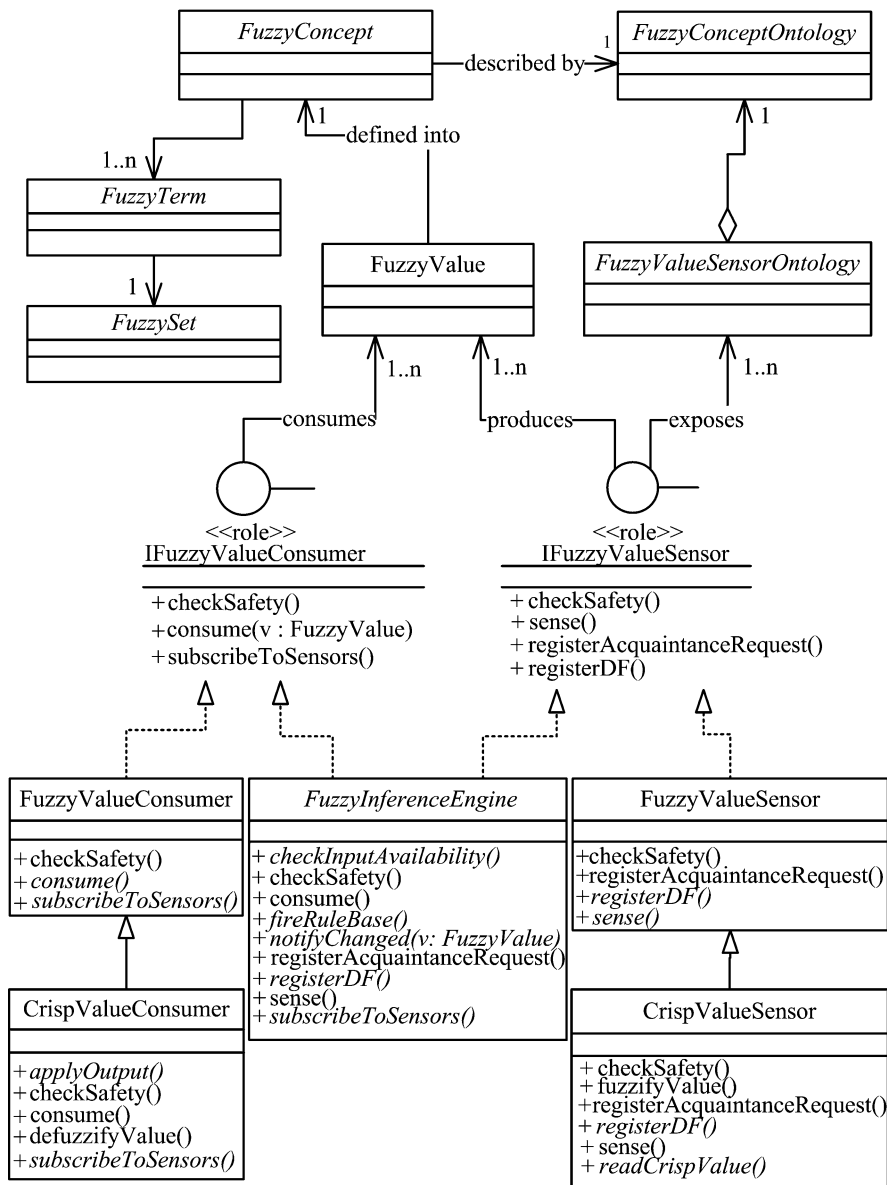 FuzzyConcept
FuzzyConceptOntology
described by
1
1
defined into
1
1..n
FuzzyTerm
FuzzyValue
FuzzyValueSensorOntology
1
FuzzySet
1..n
1..n
1..n
consumes
produces
exposes
<<role>>
IFuzzyValueConsumer
+checkSafety()
+consume(v : FuzzyValue)
+subscribeToSensors()
<<role>>
IFuzzyValueSensor
+ checkSafety()
+ sense()
+ registerAcquaintanceRequest()
+ registerDF()
FuzzyValueConsumer
+checkSafety()
+consume()
+subscribeToSensors()
FuzzyInferenceEngine
+ checkInputAvailability()
+ checkSafety()
+ consume()
+ fireRuleBase()
+ notifyChanged(v: FuzzyValue)
+ registerAcquaintanceRequest()
+ registerDF()
+ sense()
+ subscribeToSensors()
FuzzyValueSensor
+checkSafety()
+registerAcquaintanceRequest()
+registerDF()
+ sense()
CrispValueConsumer
+applyOutput()
+checkSafety()
+consume()
+defuzzifyValue()
+subscribeToSensors()
CrispValueSensor
+ checkSafety()
+ fuzzifyValue()
+registerAcquaintanceRequest()
+ registerDF()
+ sense()
+ readCrispValue()